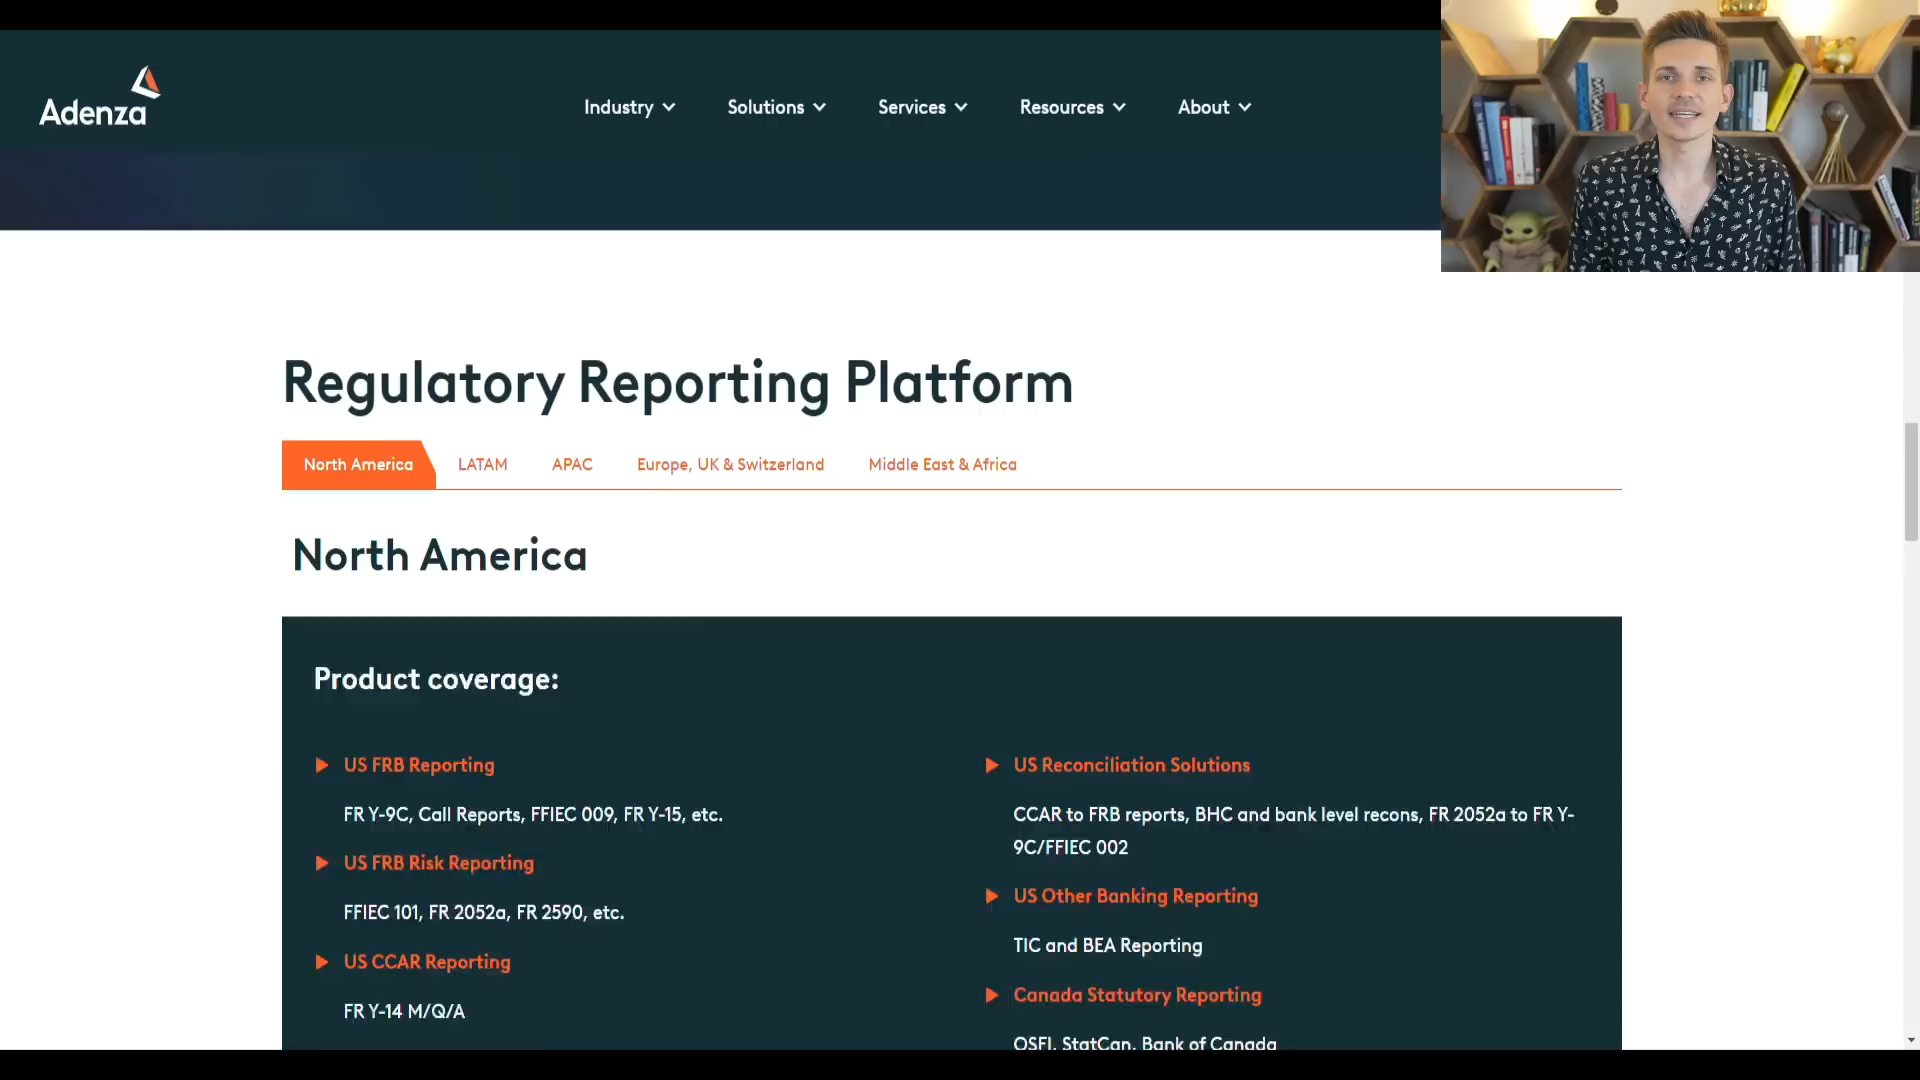 Adenza
Industry
Solutions
Services
Resources
About
Regulatory Reporting Platform
North America
LATAM
APAC
Europe, UK & Switzerland
Middle East & Africa
North America
Product coverage:
US FRB Reporting
FR Y-9C, Call Reports, FFIEC 009, FR Y-15, etc.
US FRB Risk Reporting
FFIEC 101, FR 2052a, FR 2590, etc.
US CCAR Reporting
FR Y-14 M/Q/A
US Reconciliation Solutions
CCAR to FRB reports, BHC and bank level recons, FR 2052a to FR Y-
9C/FFIEC 002
US Other Banking Reporting
TIC and BEA Reporting
Canada Statutory Reporting
OSFI, StatCan, Bank of Canada